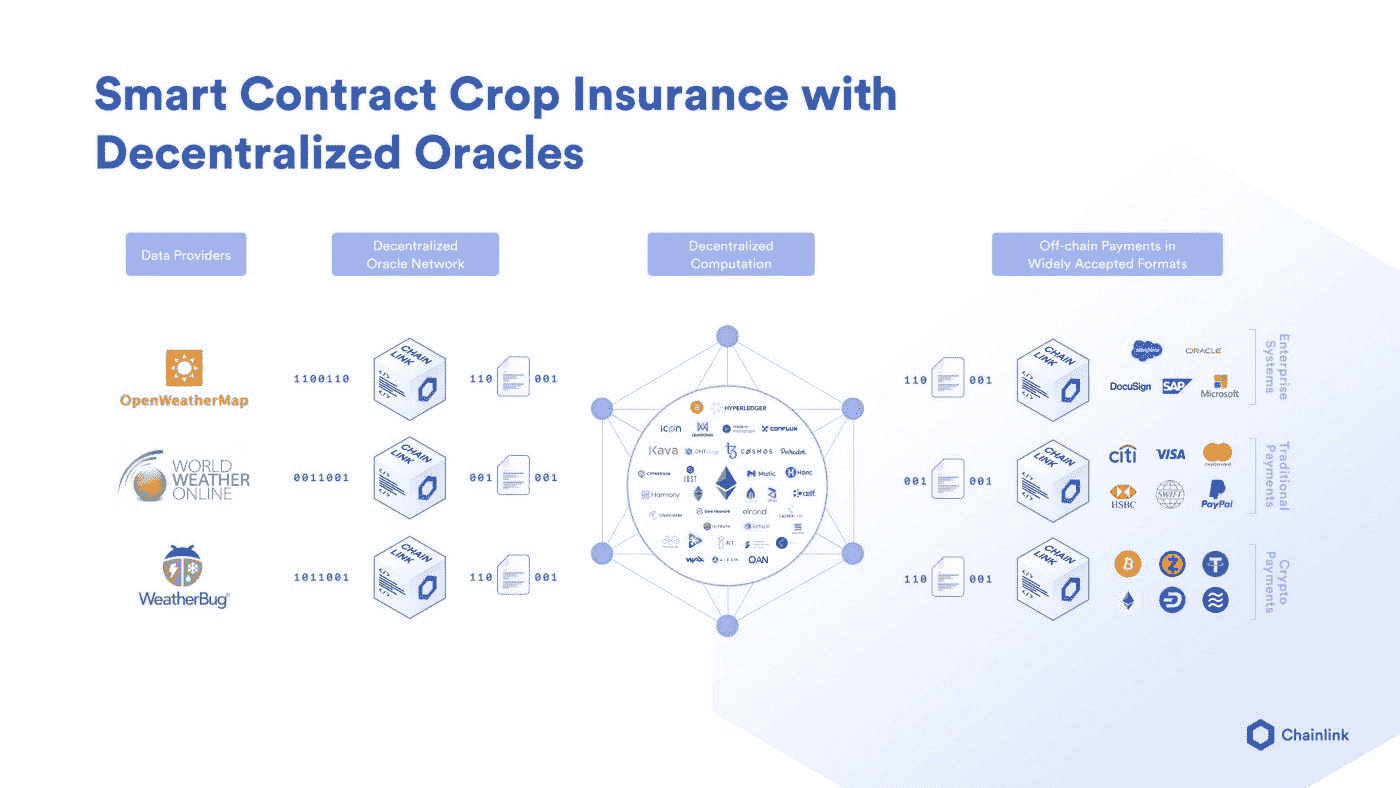 Smart Contract Crop Insurance with
Decentralized Oracles
Data Providers
Decentralized
Oracle Network
Decentralized
Computation
Off-chain Payments in
Widely Accepted Formats
OpenWeatherMap
1100110
CHAIN
LINK
</>
110
001
WORLD
WEATHER
ONLINE
0011001
CHAIN
LINK
</>
001
001
WeatherBug
1011001
CHAIN
LINK
</>
110
001
HYPERLEDGER
icon
CONFLUX
Kava
COSMOS
Polkadot
IOST
Matic
Harmony
aelf
elrond
WAX
OAN
110
001
CHAIN
LINK
</>
salesforce
ORACLE
DocuSign
SAP
Microsoft
Enterprise
Systems
001
001
CHAIN
LINK
</>
citi
VISA
HSBC
SWIFT
PayPal
Traditional
Payments
110
001
CHAIN
LINK
</>
Crypto
Payments
Chainlink